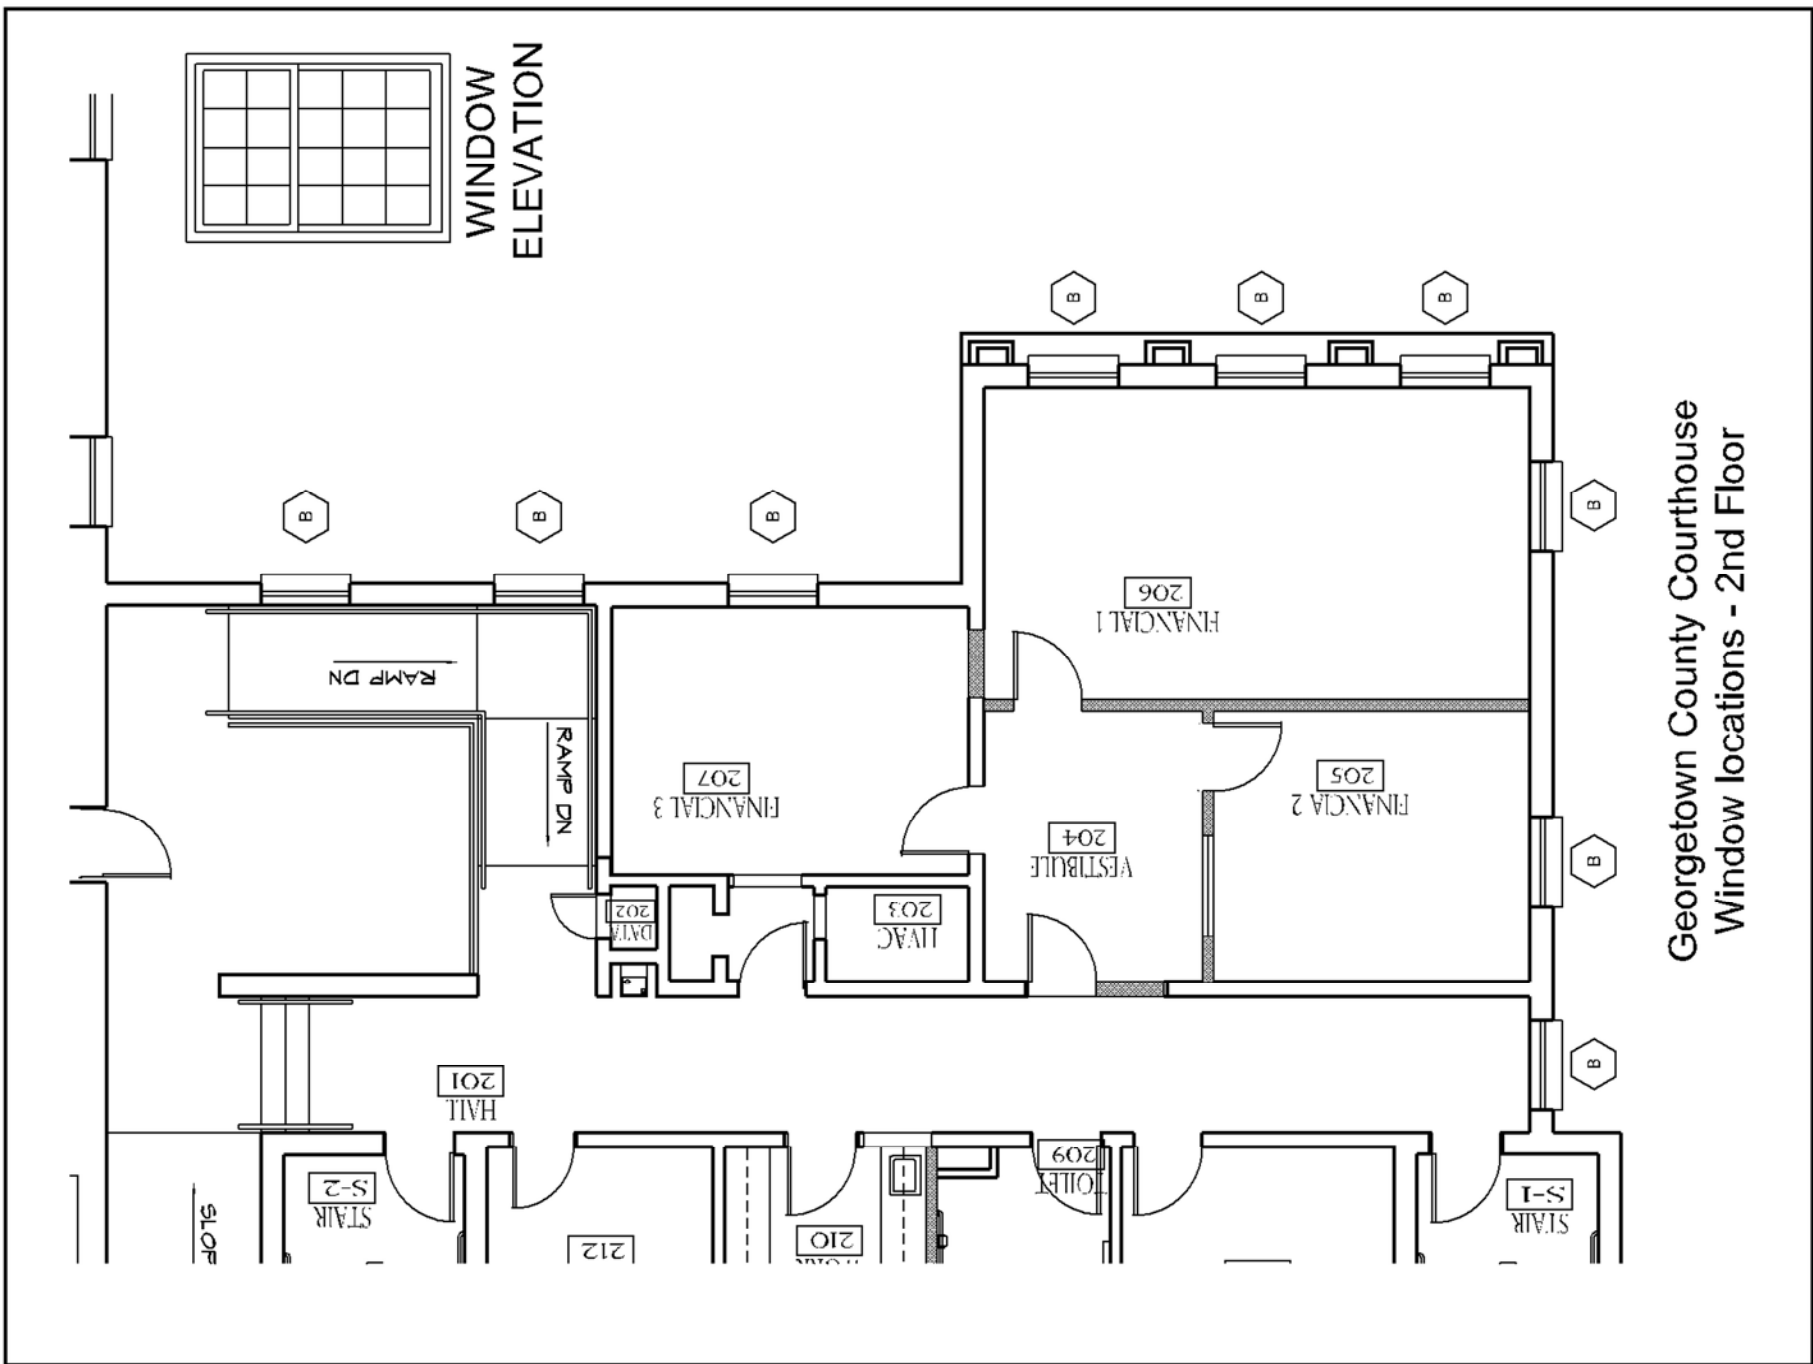 WINDOW
ELEVATION
B
B
B
B
B
B
B
B
B
Georgetown County Courthouse
Window locations - 2nd Floor
206
FINANCIAL 1
RAMP DN
RAMP DN
207
FINANCIAL 3
205
FINANCIA 2
204
VESTIBULE
202
DATA
203
HVAC
201
HALL
209
TOILET
S-2
STAIR
S-1
STAIR
SLOP
212
210